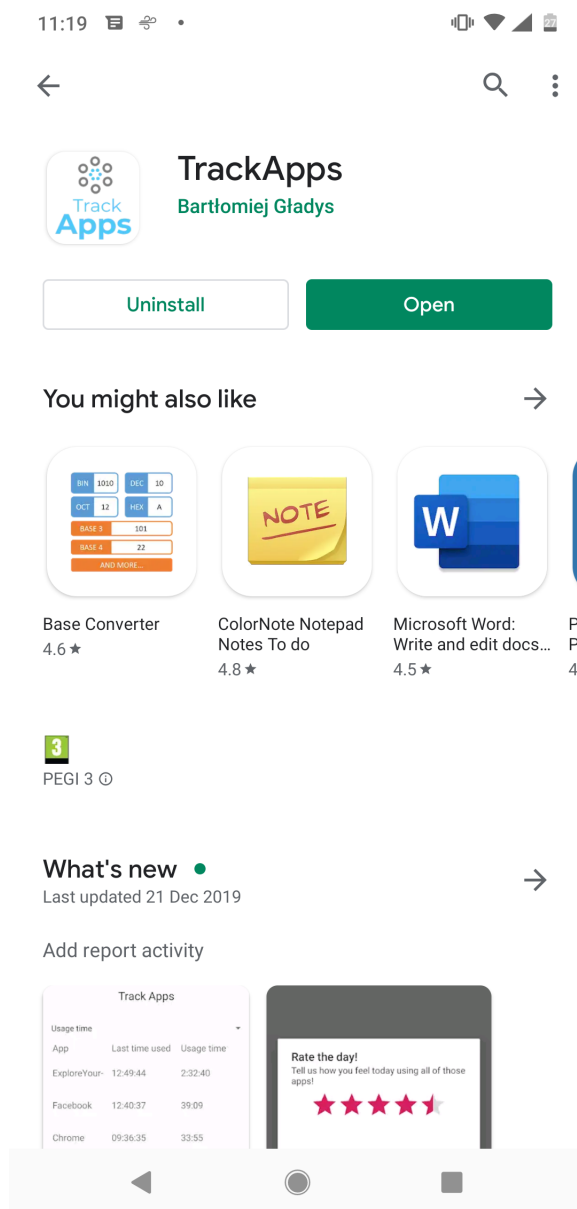 11:19
27
Track
Apps
TrackApps
Bartłomiej Gładys
Uninstall
Open
You might also like
BIN 1010 DEC 10
OCT 12 HEX A
BASE 3 101
BASE 4 22
AND MORE...
NOTE
W
Base Converter
4.6
ColorNote Notepad
Notes To do
4.8
Microsoft Word:
Write and edit docs...
4.5
P
P
4
3
PEGI 3
What's new
Last updated 21 Dec 2019
Add report activity
Track Apps
Usage time
App Last time used Usage time
ExploreYour- 12:49:44 2:32:40
Facebook 12:40:37 39:09
Chrome 09:36:35 33:55
Rate the day!
Tell us how you feel today using all of those
apps!